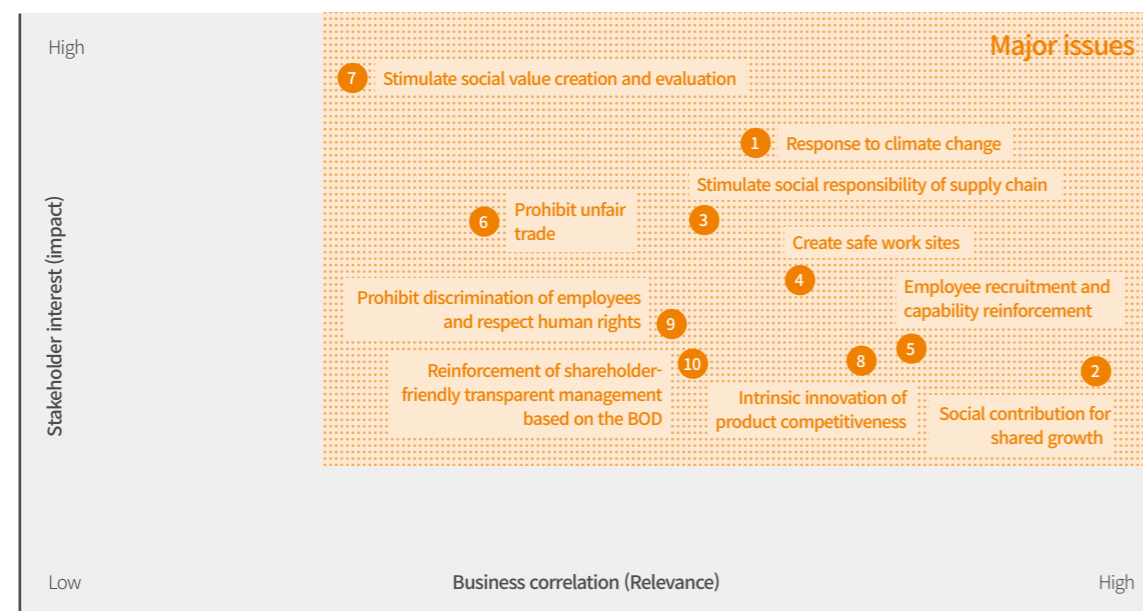 High
Major issues
7 Stimulate social value creation and evaluation
1 Response to climate change
Stimulate social responsibility of supply chain
3
6 Prohibit unfair
trade
Create safe work sites
4
Employee recruitment and
capability reinforcement
5
Prohibit discrimination of employees
and respect human rights 9
10
Reinforcement of shareholder-
friendly transparent management
based on the BOD
8
Intrinsic innovation of
product competitiveness
2
Social contribution for
shared growth
Stakeholder interest (impact)
Low
Business correlation (Relevance)
High